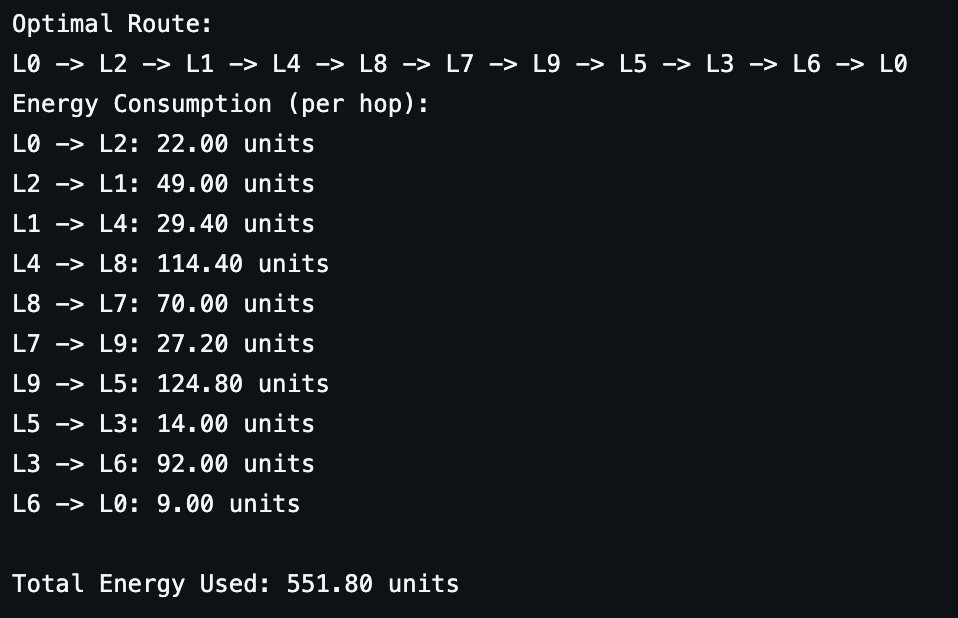 Optimal Route:
L0 -> L2 -> L1 -> L4 -> L8 -> L7 -> L9 -> L5 -> L3 -> L6 -> L0
Energy Consumption (per hop):
L0 -> L2: 22.00 units
L2 -> L1: 49.00 units
L1 -> L4: 29.40 units
L4 -> L8: 114.40 units
L8 -> L7: 70.00 units
L7 -> L9: 27.20 units
L9 -> L5: 124.80 units
L5 -> L3: 14.00 units
L3 -> L6: 92.00 units
L6 -> L0: 9.00 units
Total Energy Used: 551.80 units